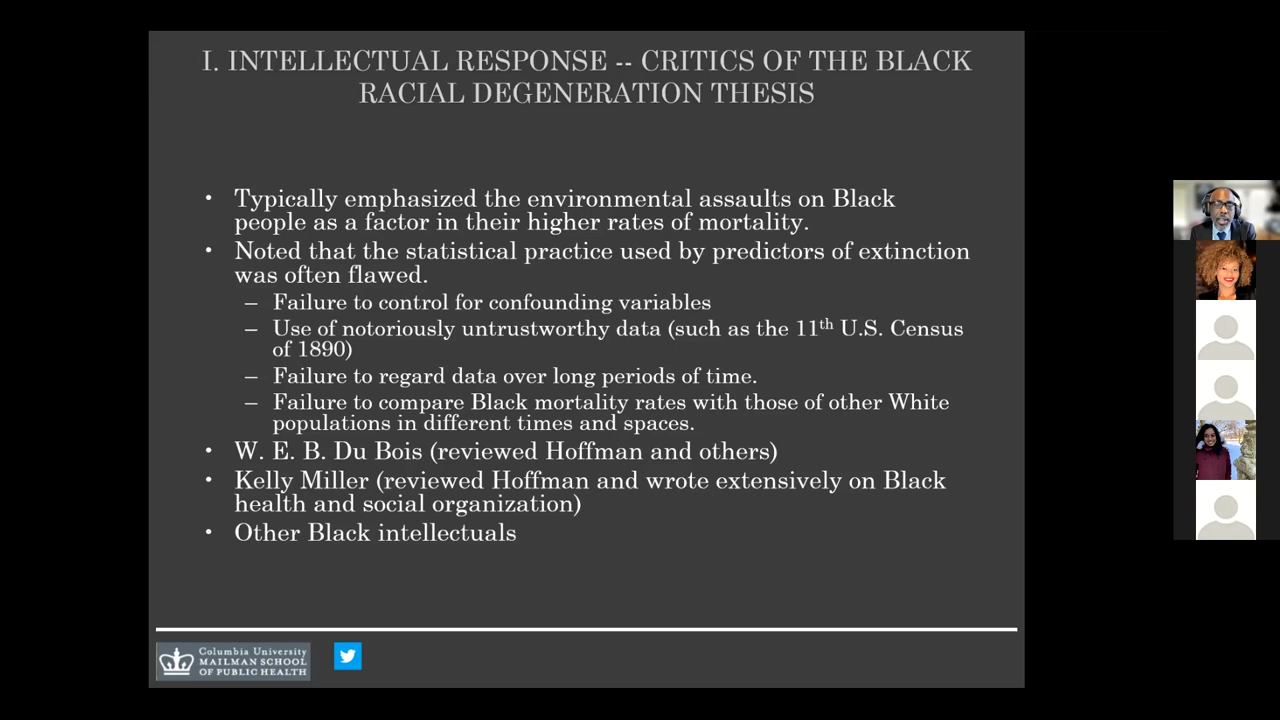 I. INTELLECTUAL RESPONSE -- CRITICS OF THE BLACK
RACIAL DEGENERATION THESIS
• Typically emphasized the environmental assaults on Black
people as a factor in their higher rates of mortality.
• Noted that the statistical practice used by predictors of extinction
was often flawed.
– Failure to control for confounding variables
– Use of notoriously untrustworthy data (such as the 11th U.S. Census
of 1890)
– Failure to regard data over long periods of time.
– Failure to compare Black mortality rates with those of other White
populations in different times and spaces.
• W. E. B. Du Bois (reviewed Hoffman and others)
• Kelly Miller (reviewed Hoffman and wrote extensively on Black
health and social organization)
• Other Black intellectuals
Columbia University
MAILMAN SCHOOL
OF PUBLIC HEALTH